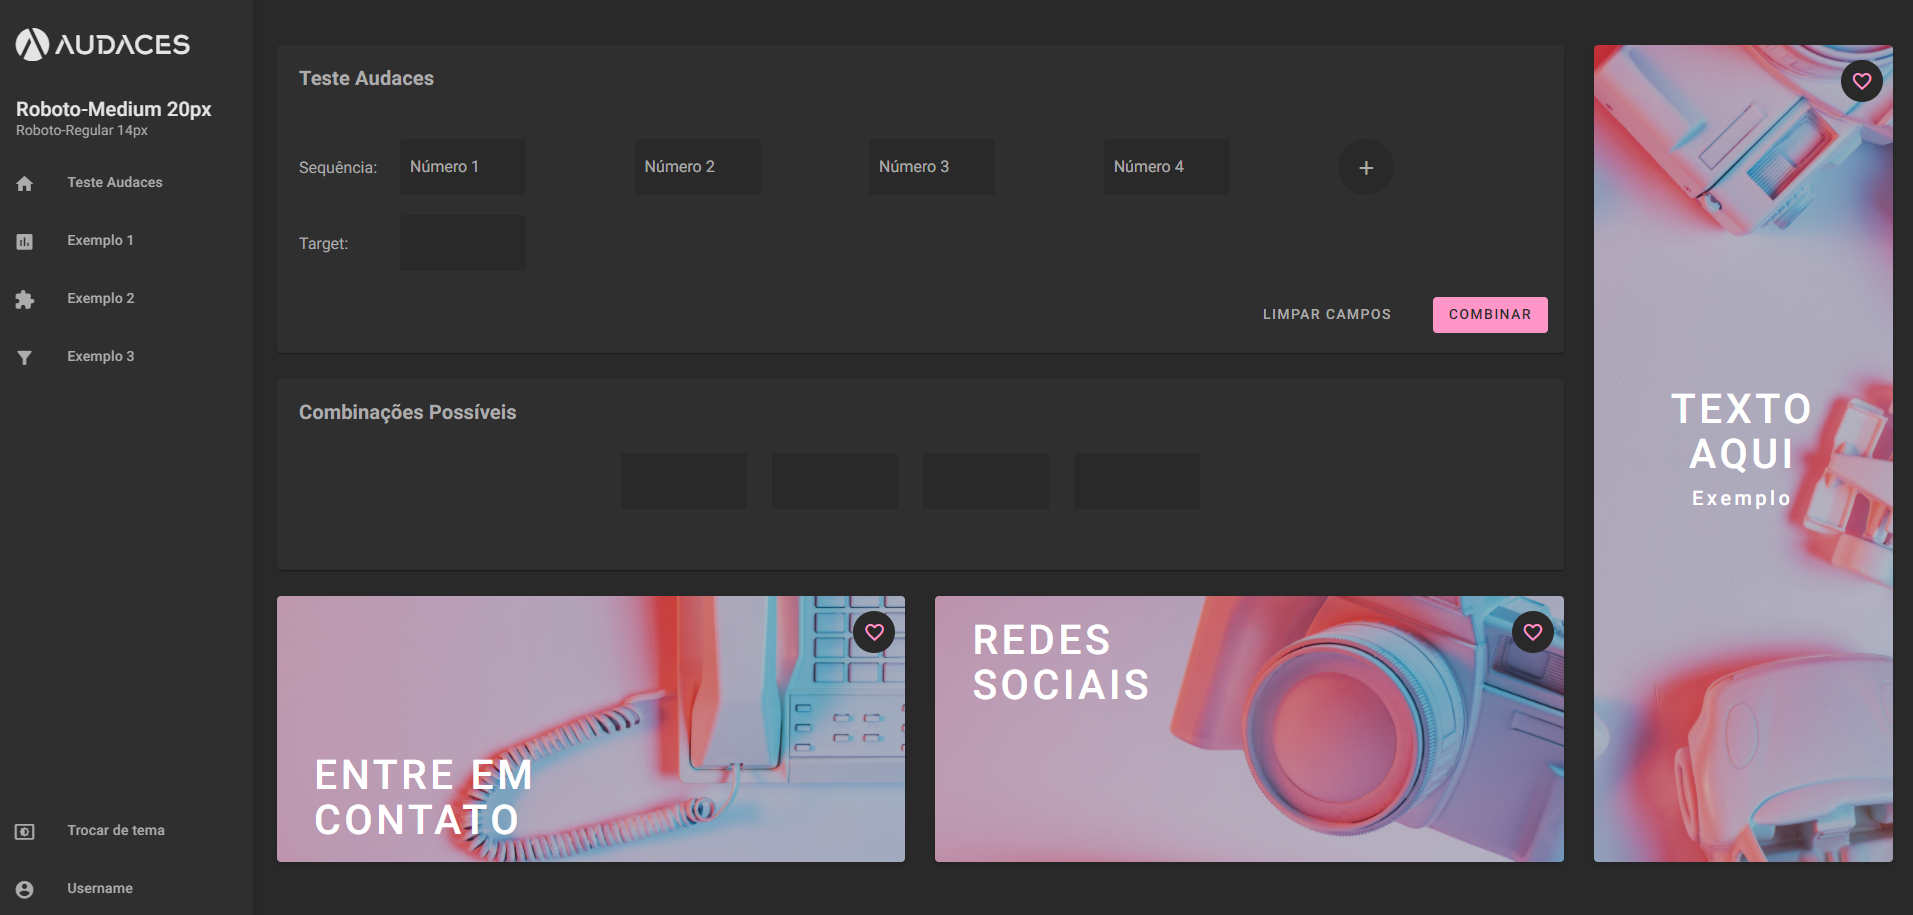 AUDACES
Roboto-Medium 20px
Roboto-Regular 14px
Teste Audaces
Exemplo 1
Exemplo 2
Exemplo 3
Trocar de tema
Username
Teste Audaces
Sequência:
Número 1
Número 2
Número 3
Número 4
+
Target:
LIMPAR CAMPOS
COMBINAR
Combinações Possíveis
ENTRE EM
CONTATO
REDES
SOCIAIS
TEXTO
AQUI
Exemplo